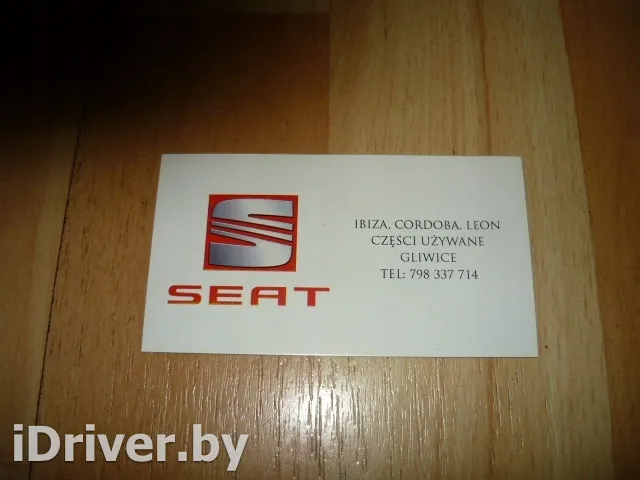 IBIZA, CORDOBA, LEON
CZĘŚCI UŻYWANE
GLIWICE
TEL: 798 337 714
SEAT
iDriver.by